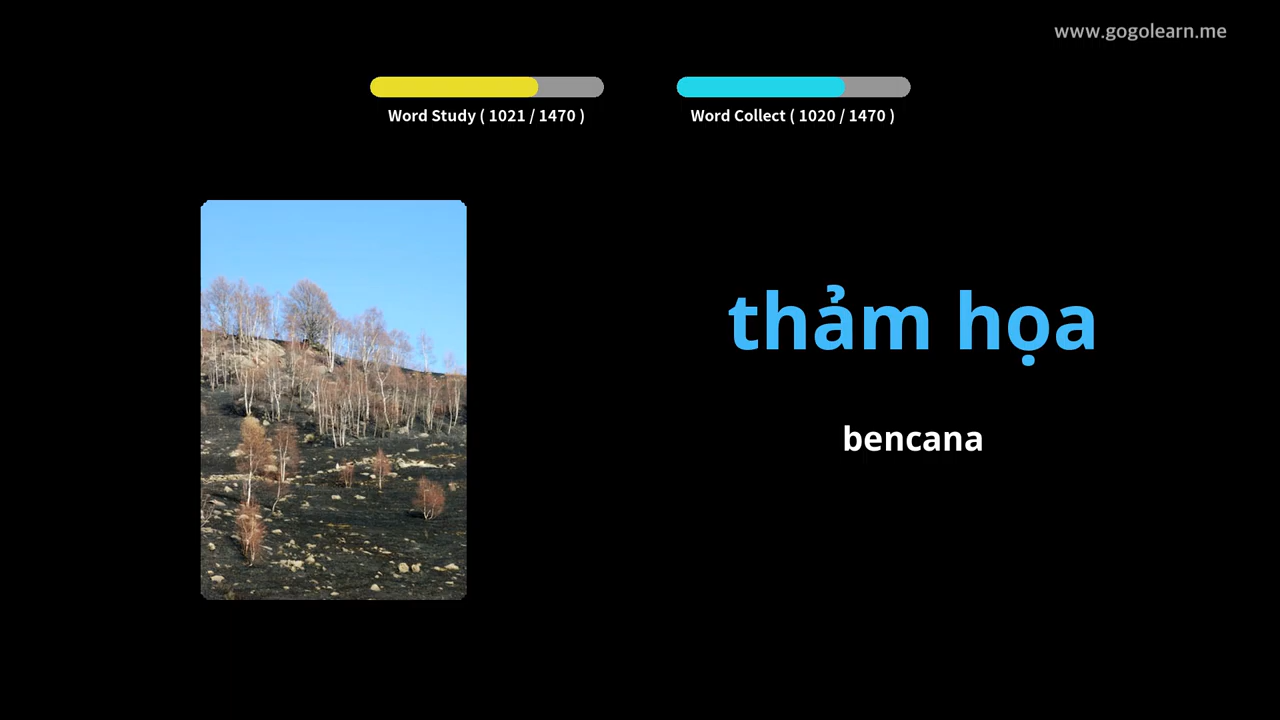 www.gogolearn.me
Word Study ( 1021 / 1470 )
Word Collect ( 1020 / 1470 )
thảm họa
bencana